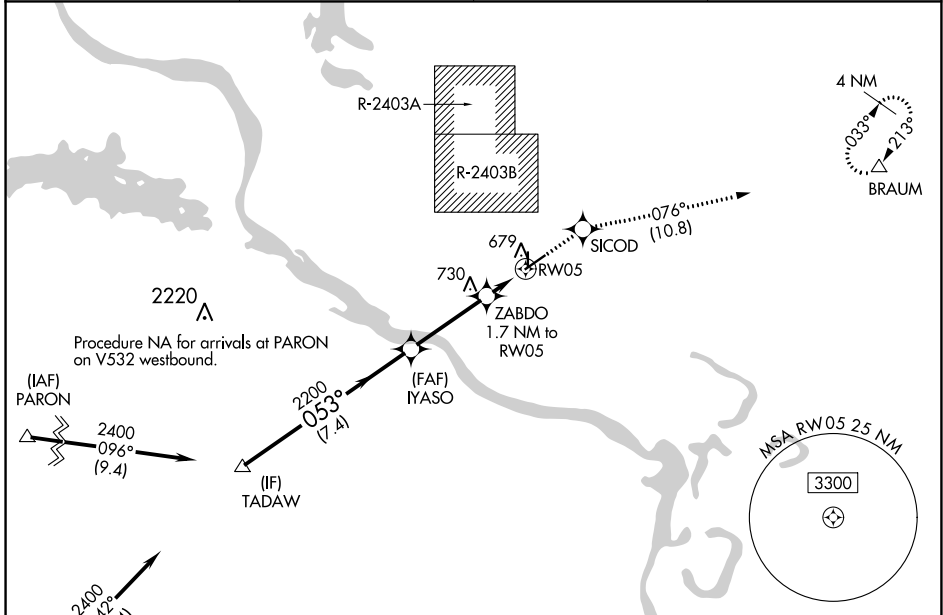 R-2403A
R-2403B
4 NM
033°
213°
BRAUM
076°
(10.8)
SICOD
679
RW05
730
ZABDO
1.7 NM to
RW05
2220
Procedure NA for arrivals at PARON
on V532 westbound.
(IAF)
PARON
2400
096°
(9.4)
2200
053°
(7.4)
(FAF)
IYASO
(IF)
TADAW
MSA RW05 25 NM
3300
2400